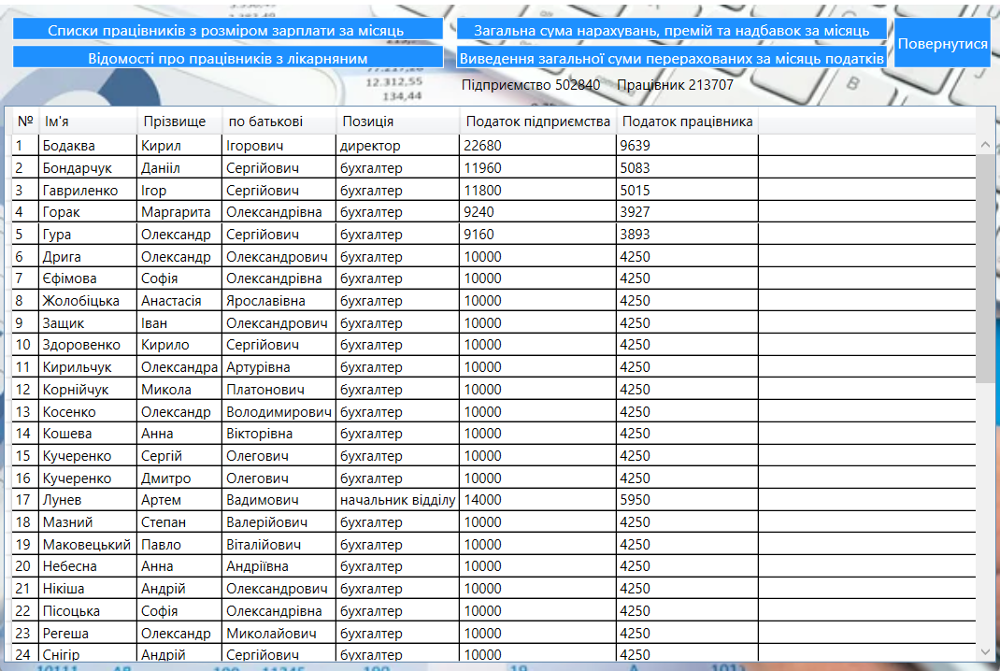 Списки працівників з розміром зарплати за місяць
Загальна сума нарахувань, премій та надбавок за місяць
Повернутися
Відомості про працівників з лікарняним
Виведення загальної суми перерахованих за місяць податків
12.312,55
134,44
Підприємство 502840 Працівник 213707
№ Ім'я Прізвище по батькові Позиція Податок підприємства Податок працівника
1 Бодаква Кирил Ігорович директор 22680 9639
2 Бондарчук Данііл Сергійович бухгалтер 11960 5083
3 Гавриленко Ігор Сергійович бухгалтер 11800 5015
4 Горак Маргарита Олександрівна бухгалтер 9240 3927
5 Гура Олександр Сергійович бухгалтер 9160 3893
6 Дрига Олександр Олександрович бухгалтер 10000 4250
7 Єфімова Софія Олександрівна бухгалтер 10000 4250
8 Жолобіцька Анастасія Ярославівна бухгалтер 10000 4250
9 Защик Іван Олександрович бухгалтер 10000 4250
10 Здоровенко Кирило Сергійович бухгалтер 10000 4250
11 Кирильчук Олександра Артурівна бухгалтер 10000 4250
12 Корнійчук Микола Платонович бухгалтер 10000 4250
13 Косенко Олександр Володимирович бухгалтер 10000 4250
14 Кошева Анна Вікторівна бухгалтер 10000 4250
15 Кучеренко Сергій Олегович бухгалтер 10000 4250
16 Кучеренко Дмитро Олегович бухгалтер 10000 4250
17 Лунев Артем Вадимович начальник відділу 14000 5950
18 Мазний Степан Валерійович бухгалтер 10000 4250
19 Маковецький Павло Віталійович бухгалтер 10000 4250
20 Небесна Анна Андріївна бухгалтер 10000 4250
21 Нікіша Андрій Олександрович бухгалтер 10000 4250
22 Пісоцька Софія Олександрівна бухгалтер 10000 4250
23 Регеша Олександр Миколайович бухгалтер 10000 4250
24 Снігір Андрій Сергійович бухгалтер 10000 4250